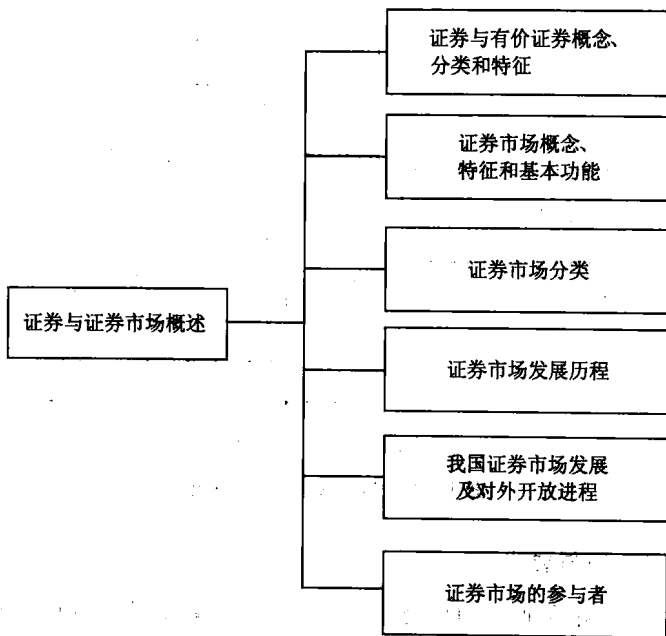 证券与有价证券概念、
分类和特征
证券市场概念、
特征和基本功能
证券市场分类
证券与证券市场概述
证券市场发展历程
我国证券市场发展
及对外开放进程
证券市场的参与者